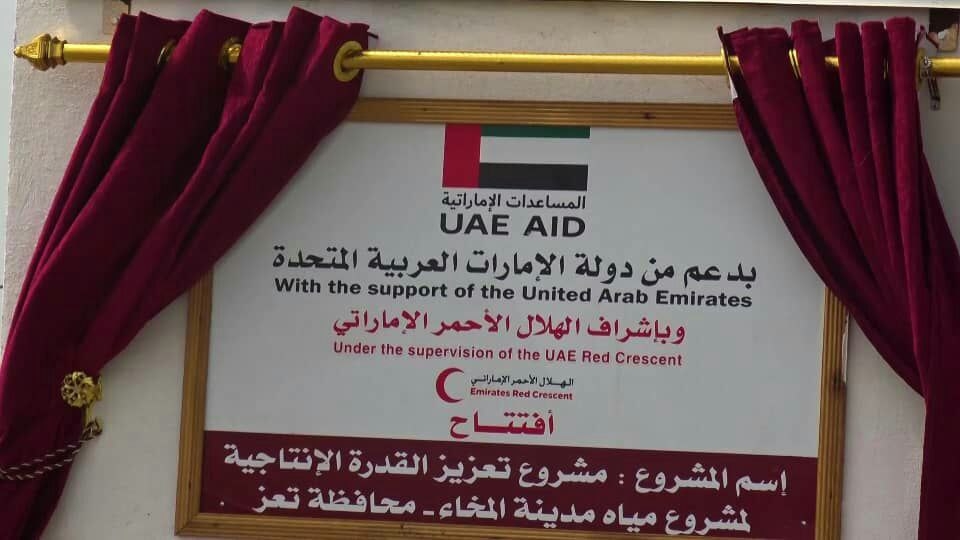 المساعدات الإماراتية
UAE AID
بدعم من دولة الإمارات العربية المتحدة
With the support of the United Arab Emirates
وبإشراف الهلال الأحمر الإماراتي
Under the supervision of the UAE Red Crescent
الهلال الأحمر الإماراتي
Emirates Red Crescent
أفتتـــاح
إسم المشروع : مشروع تعزيز القدرة الإنتاجية
لمشروع مياه مدينة المخاء - محافظة تعز .